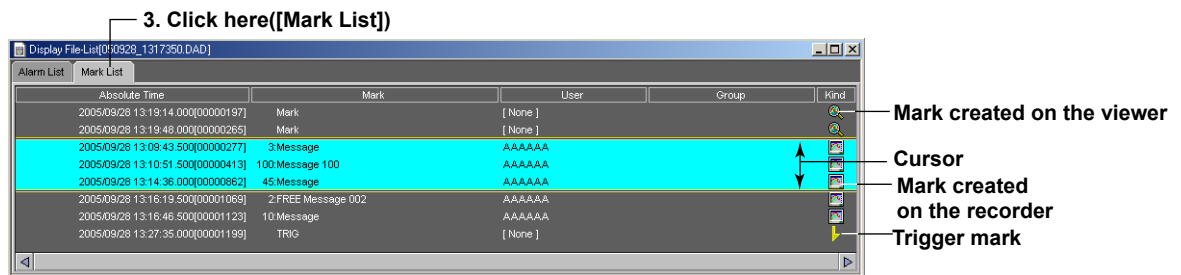 3. Click here([Mark List])
Display File-List[050928_1317350.DAD]
Alarm List Mark List
Absolute Time Mark User Group Kind
2005/09/28 13:19:14.000[00000197] Mark [ None ]
Mark created on the viewer
2005/09/28 13:19:48.000[00000265] Mark [ None ]
2005/09/28 13:09:43.500[00000277] 3:Message AAAAAA
2005/09/28 13:10:51.500[00000413] 100:Message 100 AAAAAA
Cursor
2005/09/28 13:14:36.000[00000862] 45:Message AAAAAA
Mark created
on the recorder
2005/09/28 13:16:19.500[00001069] 2:FREE Message 002 AAAAAA
2005/09/28 13:16:46.500[00001123] 10:Message AAAAAA
2005/09/28 13:27:35.000[00001199] TRIG [ None ]
Trigger mark